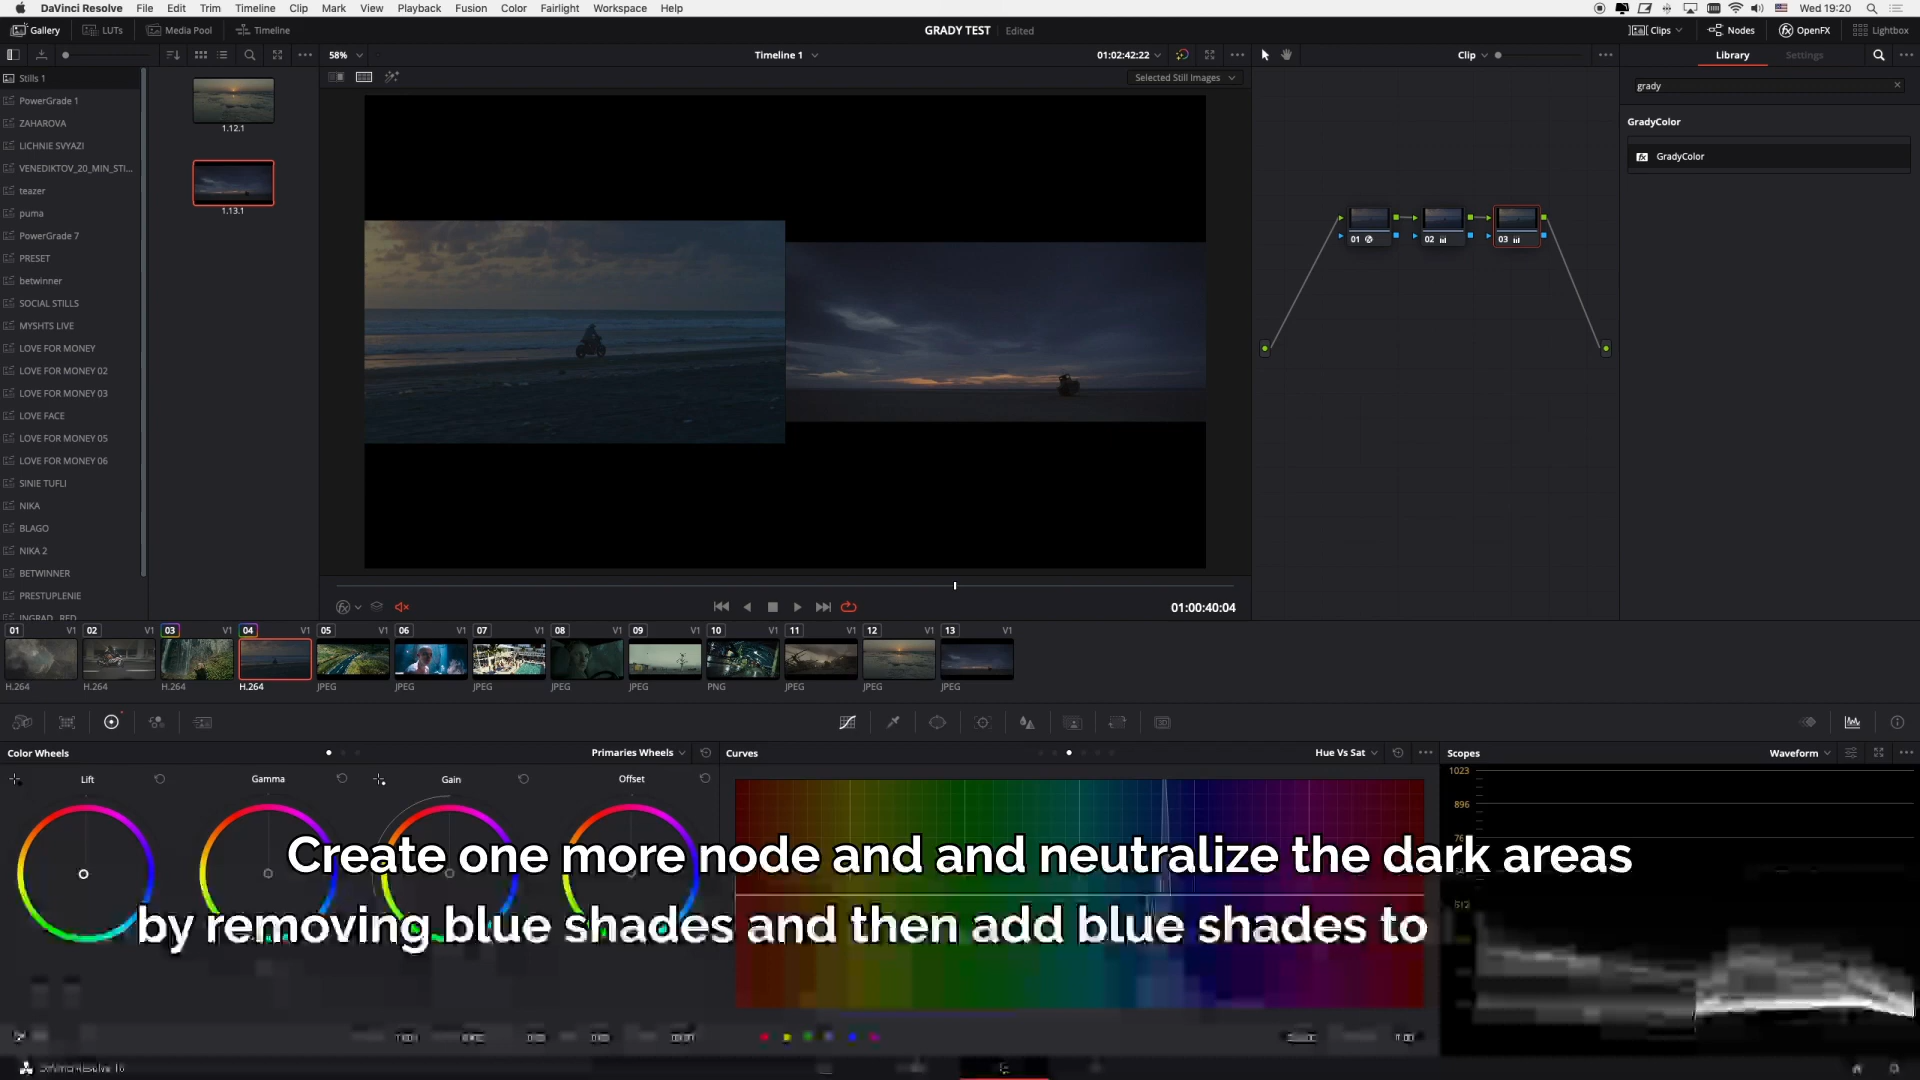 DaVinci Resolve File Edit Trim Timeline Clip Mark View Playback Fusion Color Fairlight Workspace Help Wed 19:20
Gallery LUTs Media Pool Timeline GRADY TEST Edited Clips Nodes OpenFX Lightbox
58% Timeline 1 01:02:42:22 Clip Library Settings
Selected Still Images
grady
GradyColor
GradyColor
Stills 1
PowerGrade 1
ZAHAROVA
LICHNIE SVYAZI
VENEDIKTOV_20_MIN_STI...
teazer
puma
PowerGrade 7
PRESET
betwinner
SOCIAL STILLS
MYSHTS LIVE
LOVE FOR MONEY
LOVE FOR MONEY 02
LOVE FOR MONEY 03
LOVE FACE
LOVE FOR MONEY 05
LOVE FOR MONEY 06
SINIE TUFLI
NIKA
BLAGO
NIKA 2
BETWINNER
PRESTUPLENIE
INGRAD_RED
1.12.1
1.13.1
01 02 03
01:00:40:04
01 V1 02 V1 03 V1 04 V1 05 V1 06 V1 07 V1 08 V1 09 V1 10 V1 11 V1 12 V1 13 V1
H.264 H.264 H.264 H.264 JPEG JPEG JPEG JPEG JPEG PNG JPEG JPEG JPEG
Color Wheels Primaries Wheels Curves Hue Vs Sat Scopes Waveform
Lift Gamma Gain Offset
1023
896
512
Create one more node and and neutralize the dark areas
by removing blue shades and then add blue shades to